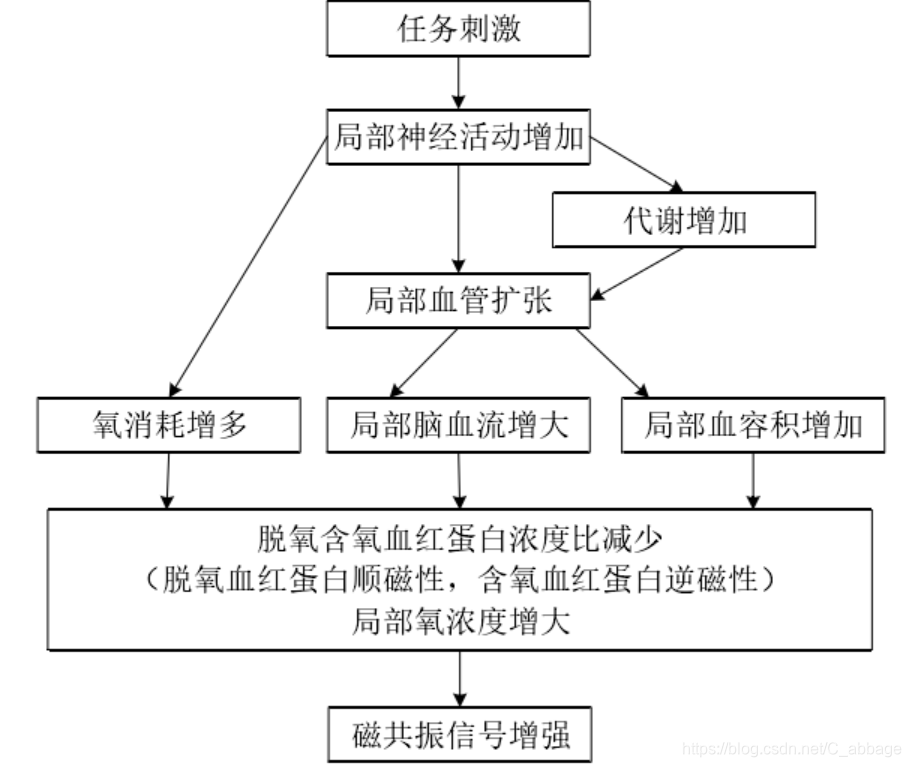 任务刺激
局部神经活动增加
代谢增加
局部血管扩张
氧消耗增多
局部脑血流增大
局部血容积增加
脱氧含氧血红蛋白浓度比减少
（脱氧血红蛋白顺磁性，含氧血红蛋白逆磁性）
局部氧浓度增大
磁共振信号增强
https://blog.csdn.net/C_abbage